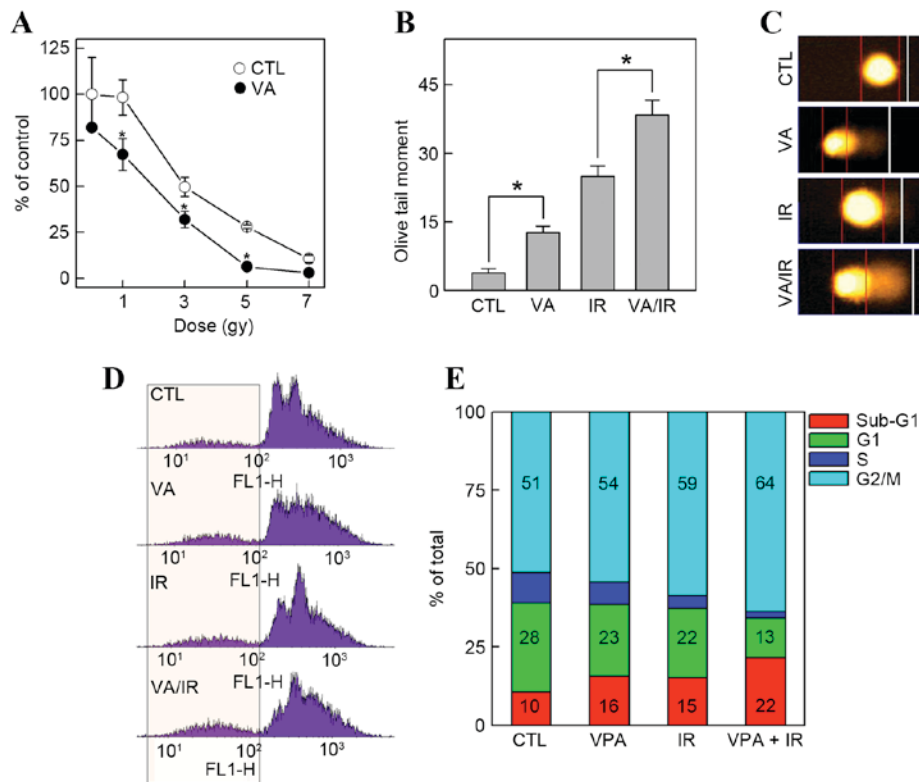 A
% of control
125
100
75
50
25
0
CTL
VA
*
*
*
1 3 5 7
Dose (gy)
B
Olive tail moment
45
30
15
0
*
*
CTL VA IR VA/IR
C
CTL
VA
IR
VA/IR
D
CTL
10¹ 10² 10³
FL1-H
VA
10¹ 10² 10³
FL1-H
IR
10¹ 10² 10³
FL1-H
VA/IR
10¹ 10² 10³
FL1-H
E
% of total
100
75
50
25
0
51 54 59 64
28 23 22 13
10 16 15 22
CTL VPA IR VPA + IR
Sub-G1
G1
S
G2/M